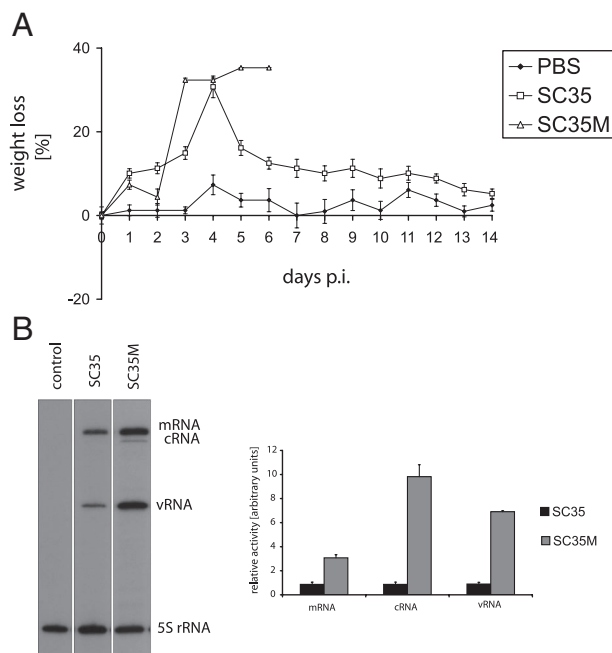 A
weight loss
[%]
40
20
0
-20
0 1 2 3 4 5 6 7 8 9 10 11 12 13 14
days p.i.
PBS
SC35
SC35M
B
control
SC35
SC35M
mRNA
cRNA
vRNA
5S rRNA
relative activity [arbitrary units]
12
10
8
6
4
2
0
mRNA cRNA vRNA
SC35
SC35M